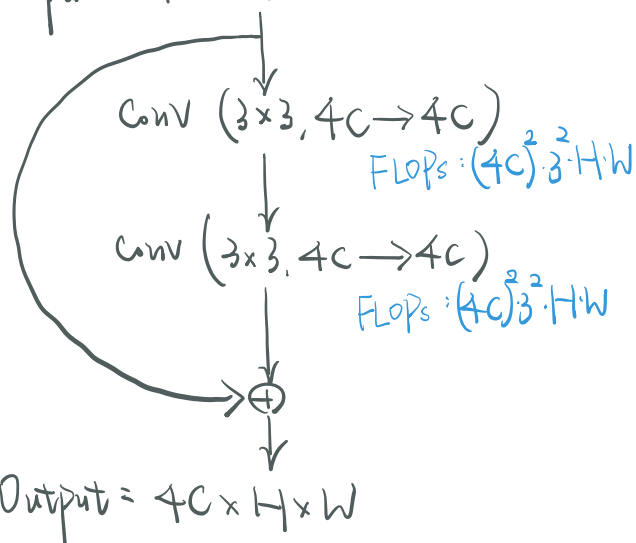 Conv (3×3, 4C→4C)
FLOPs: (4C)²·3²·H·W
Conv (3×3, 4C→4C)
FLOPs: (4C)²·3²·H·W
+
Output = 4C×H×W